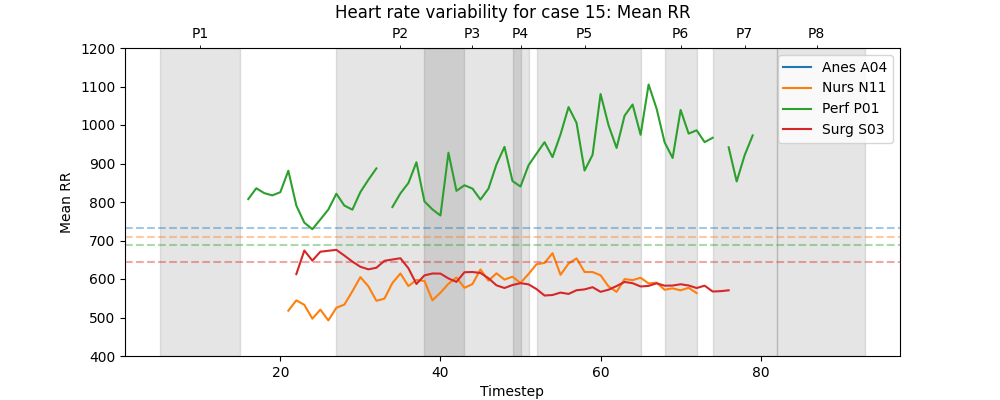 Heart rate variability for case 15: Mean RR
P1 P2 P3 P4 P5 P6 P7 P8
1200
1100
1000
900
800
700
600
500
400
Mean RR
Anes A04
Nurs N11
Perf P01
Surg S03
20 40 60 80
Timestep